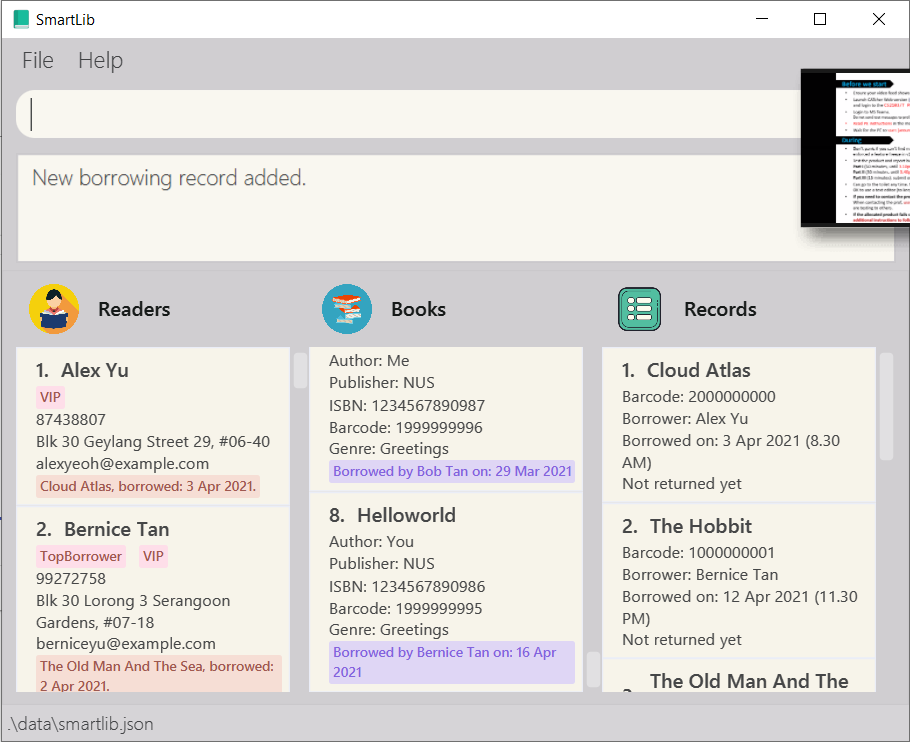 SmartLib
File Help
New borrowing record added.
Before we start
During
Readers
1. Alex Yu
VIP
87438807
Blk 30 Geylang Street 29, #06-40
alexyeoh@example.com
Cloud Atlas, borrowed: 3 Apr 2021.
2. Bernice Tan
TopBorrower VIP
99272758
Blk 30 Lorong 3 Serangoon
Gardens, #07-18
berniceyu@example.com
The Old Man And The Sea, borrowed:
2 Apr 2021.
Books
Author: Me
Publisher: NUS
ISBN: 1234567890987
Barcode: 1999999996
Genre: Greetings
Borrowed by Bob Tan on: 29 Mar 2021
8. Helloworld
Author: You
Publisher: NUS
ISBN: 1234567890986
Barcode: 1999999995
Genre: Greetings
Borrowed by Bernice Tan on: 16 Apr
2021
Records
1. Cloud Atlas
Barcode: 2000000000
Borrower: Alex Yu
Borrowed on: 3 Apr 2021 (8.30
AM)
Not returned yet
2. The Hobbit
Barcode: 1000000001
Borrower: Bernice Tan
Borrowed on: 12 Apr 2021 (11.30
PM)
Not returned yet
The Old Man And The
.\data\smartlib.json